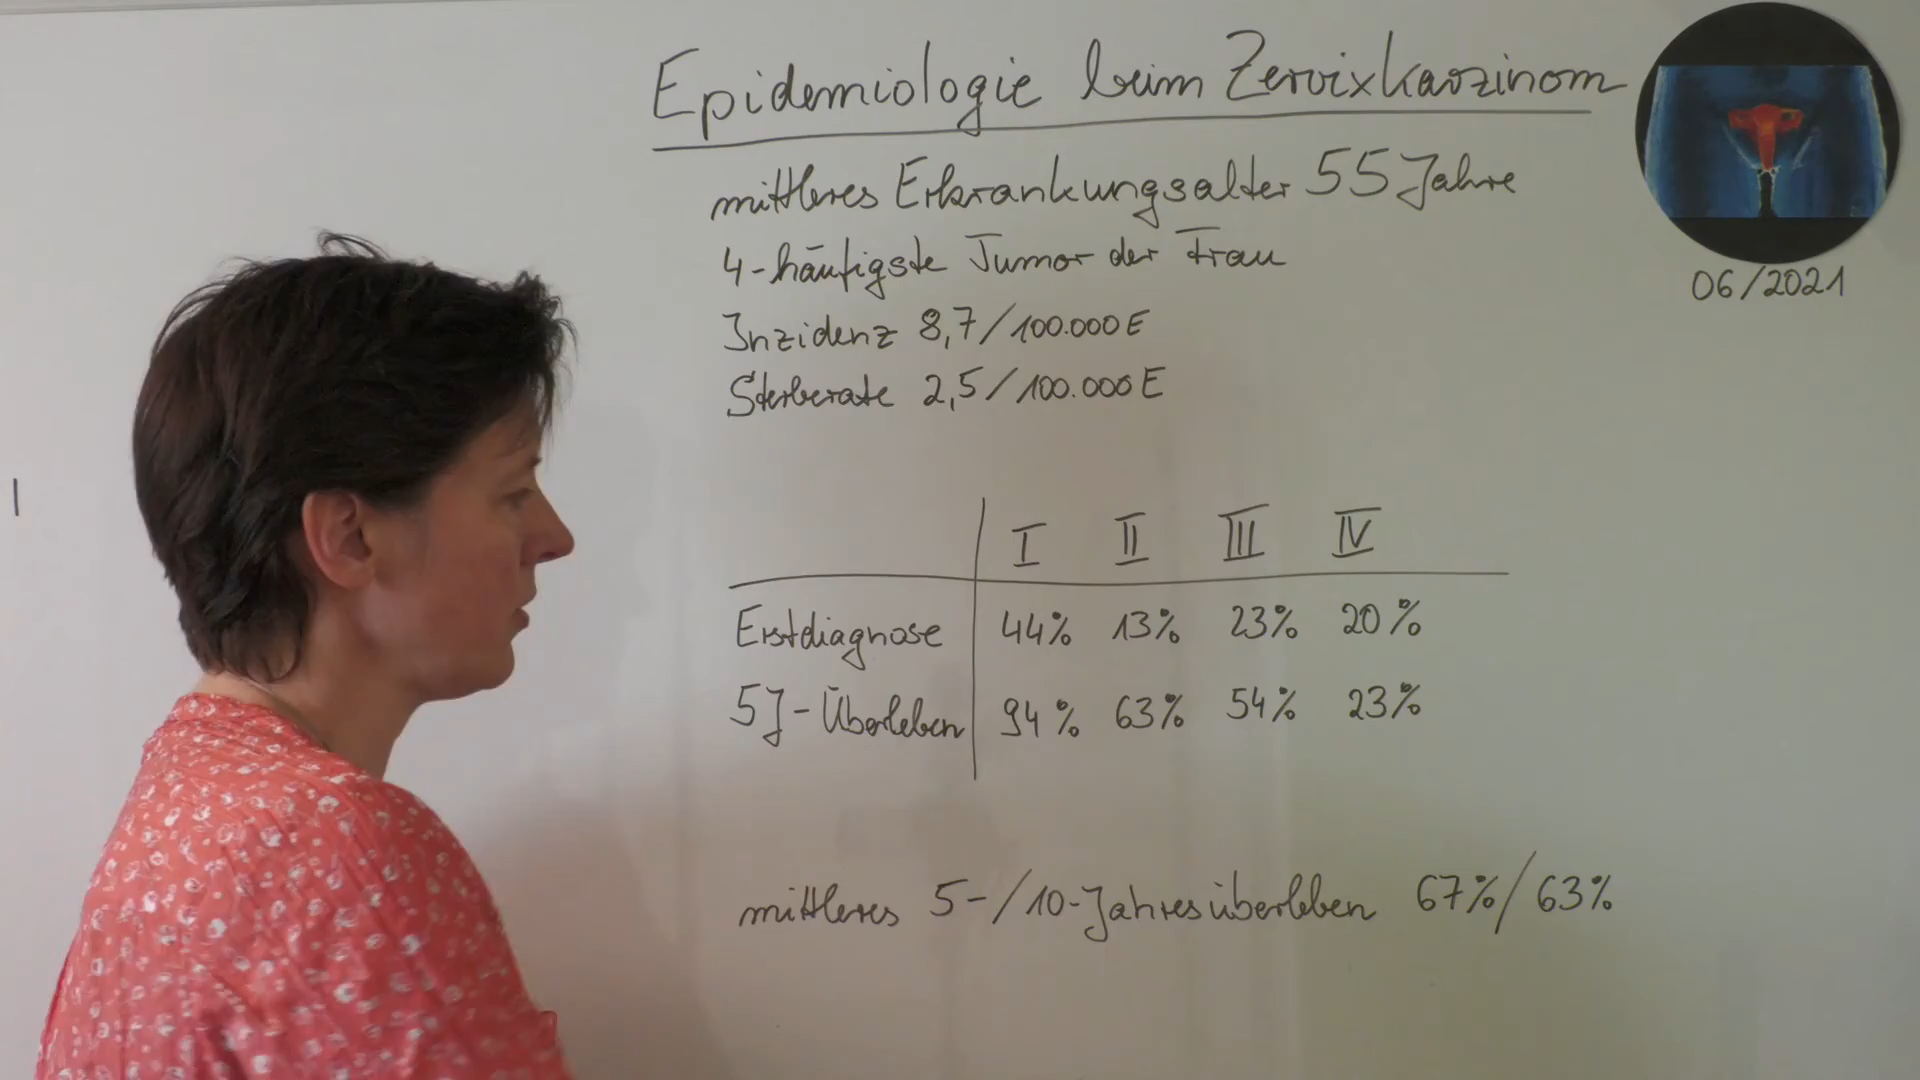 Epidemiologie beim Zervixkarzinom
mittleres Erkrankungsalter 55 Jahre
4-häufigste Tumor der Frau
Inzidenz 8,7/100.000 E
Sterberate 2,5/100.000 E
06/2021
I II III IV
Erstdiagnose 44% 13% 23% 20%
5J-Überleben 94% 63% 54% 23%
mittleres 5-/10-Jahresüberleben 67%/63%